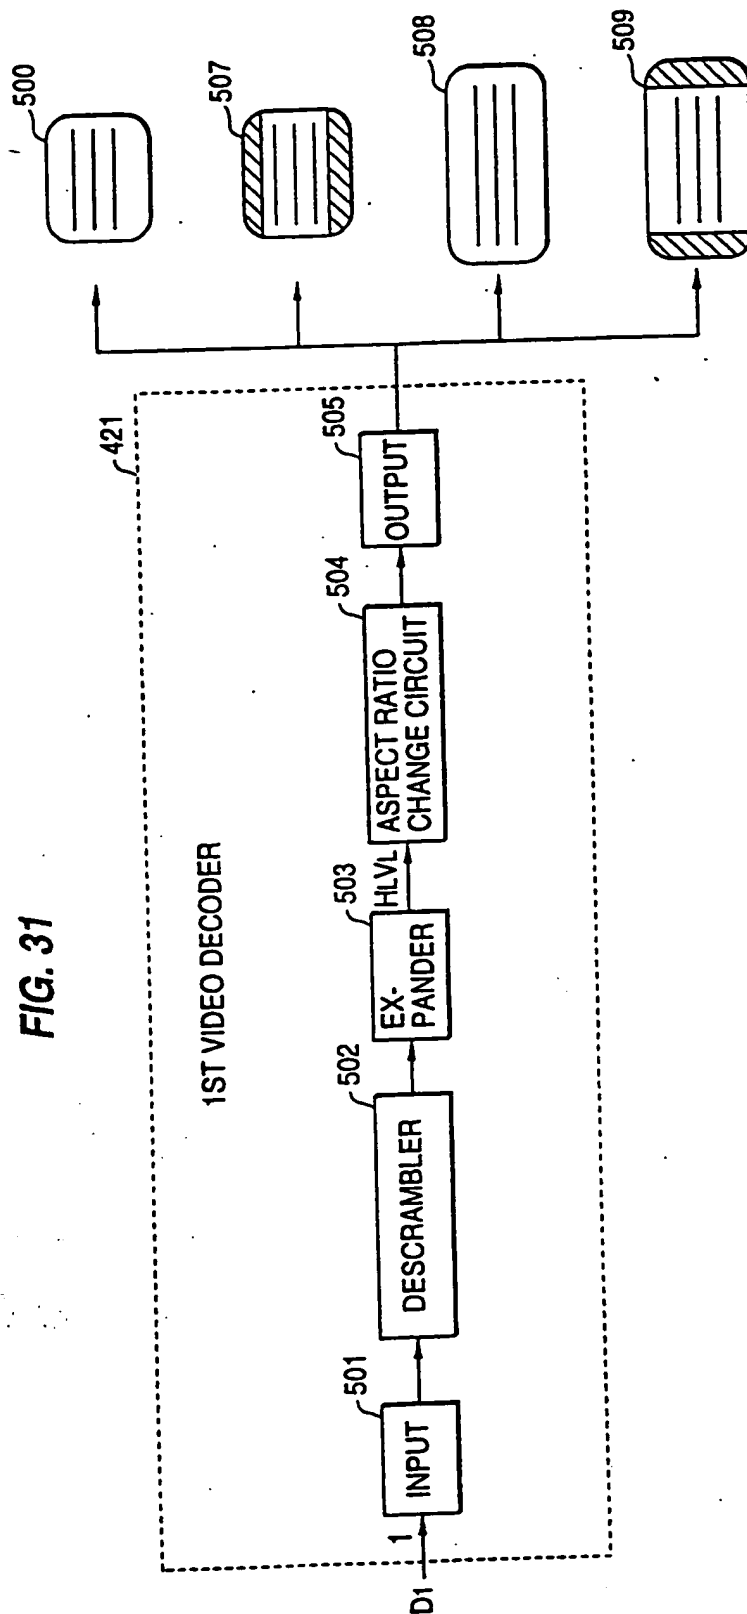 FIG. 31
421
1ST VIDEO DECODER
D1
1
501
INPUT
502
DESCRAMBLER
503
EX-
PANDER
HLVL
504
ASPECT RATIO
CHANGE CIRCUIT
505
OUTPUT
500
507
508
509